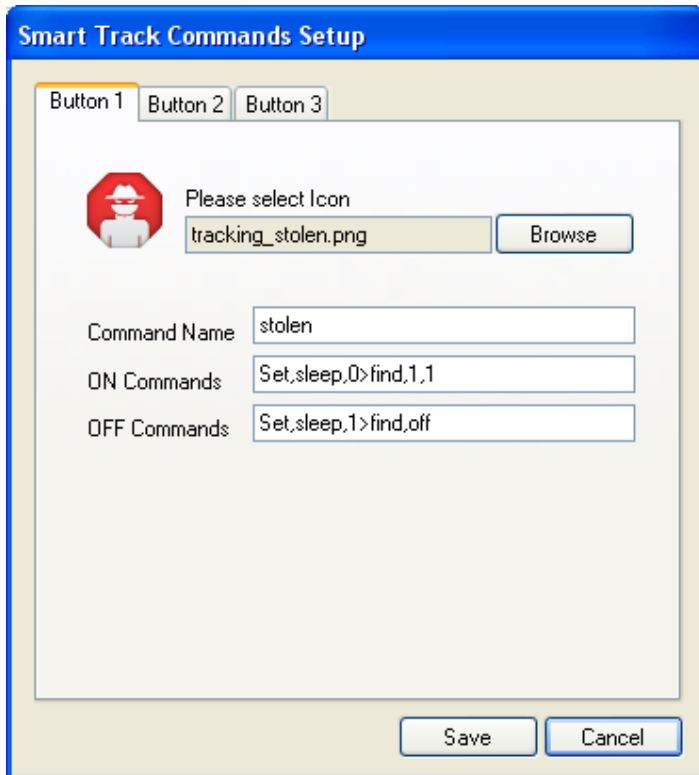 Smart Track Commands Setup
Button 1 Button 2 Button 3
Please select Icon
tracking_stolen.png Browse
Command Name stolen
ON Commands Set,sleep,0>find,1,1
OFF Commands Set,sleep,1>find,off
Save Cancel